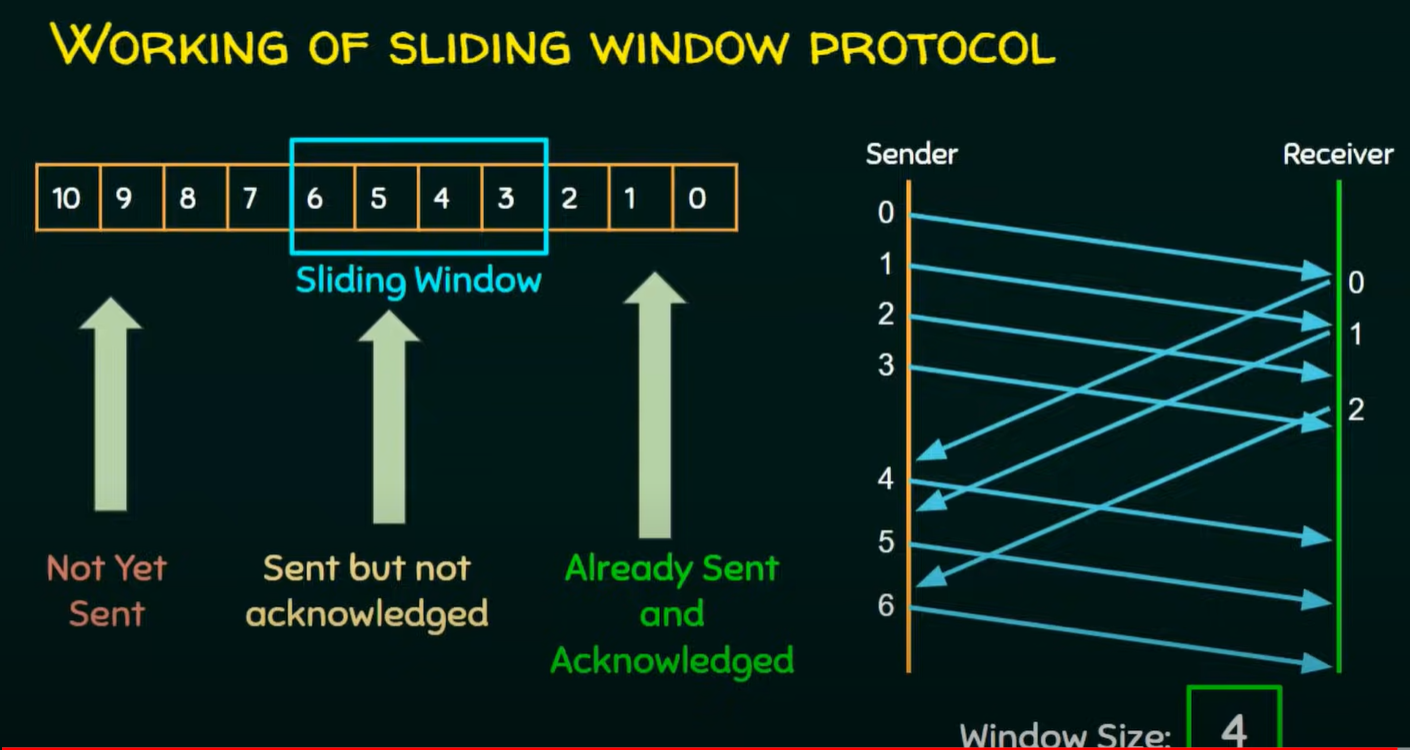 WORKING OF SLIDING WINDOW PROTOCOL
10 9 8 7 6 5 4 3 2 1 0
Sliding Window
Not Yet
Sent
Sent but not
acknowledged
Already Sent
and
Acknowledged
Sender
Receiver
0
1
2
3
4
5
6
0
1
2
Window Size: 4